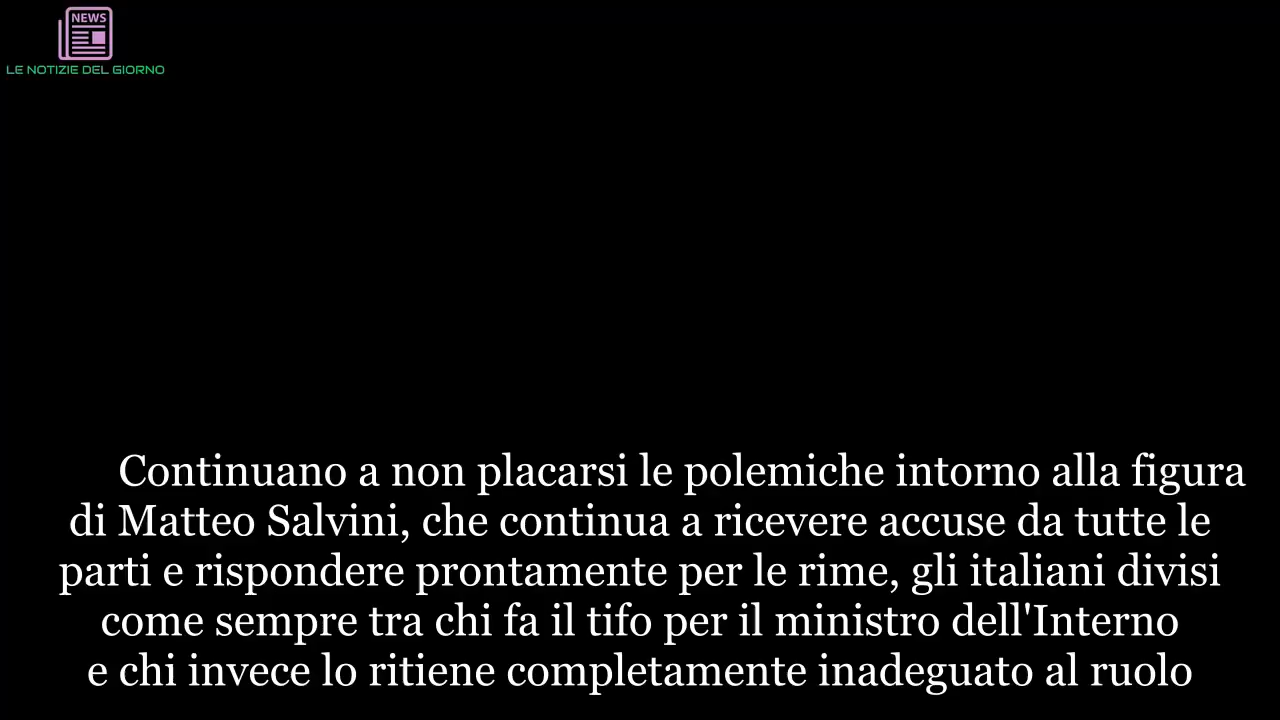 NEWS
LE NOTIZIE DEL GIORNO
Continuano a non placarsi le polemiche intorno alla figura
di Matteo Salvini, che continua a ricevere accuse da tutte le
parti e rispondere prontamente per le rime, gli italiani divisi
come sempre tra chi fa il tifo per il ministro dell'Interno
e chi invece lo ritiene completamente inadeguato al ruolo